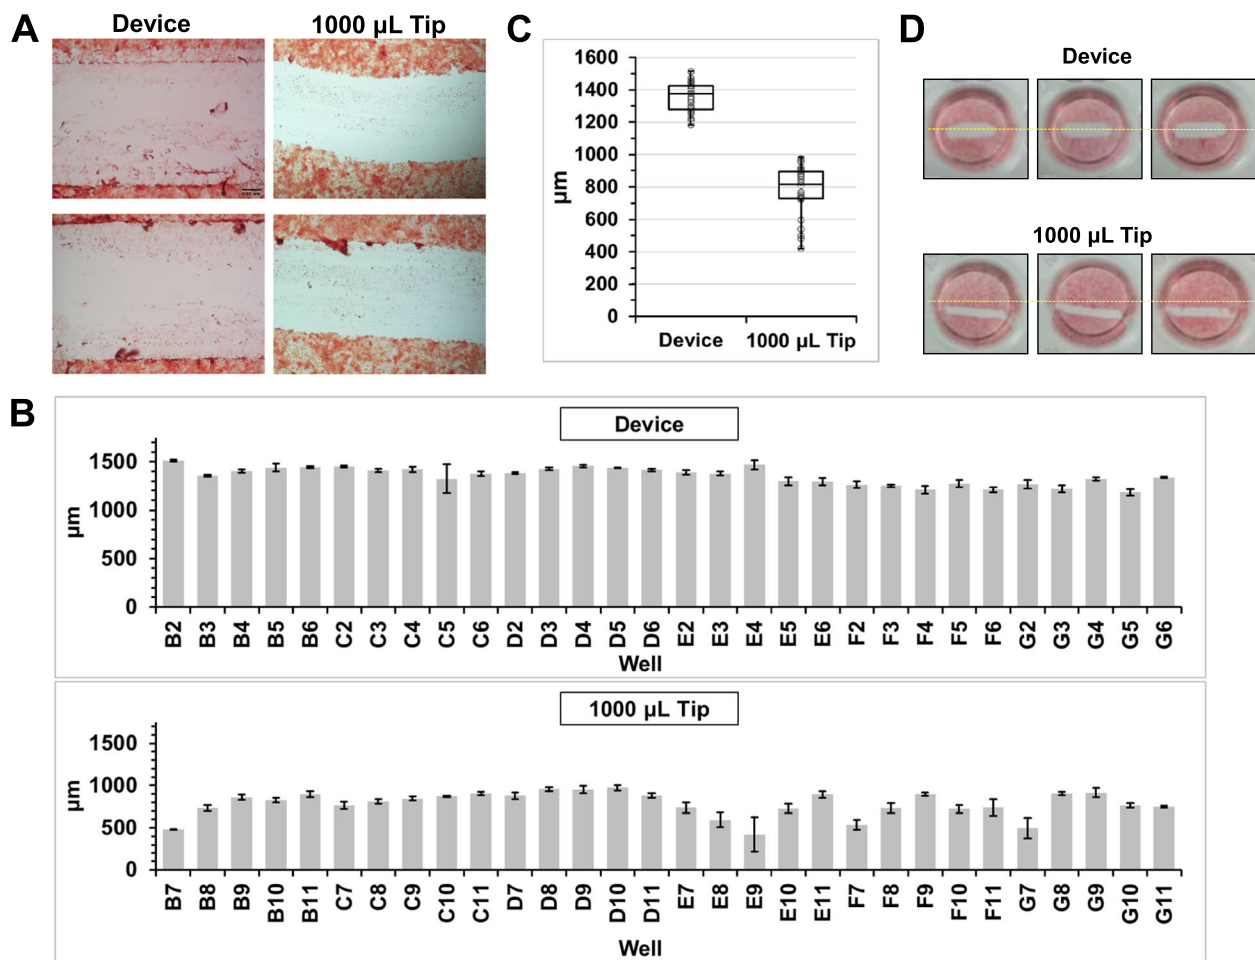 A
Device
1000 µL Tip
C
1600
1400
1200
1000
800
600
400
200
0
µm
Device
1000 µL Tip
D
Device
1000 µL Tip
B
Device
1500
1000
500
0
µm
B2 B3 B4 B5 B6 C2 C3 C4 C5 C6 D2 D3 D4 D5 D6 E2 E3 E4 E5 E6 F2 F3 F4 F5 F6 G2 G3 G4 G5 G6
Well
1000 µL Tip
1500
1000
500
0
µm
B7 B8 B9 B10 B11 C7 C8 C9 C10 C11 D7 D8 D9 D10 D11 E7 E8 E9 E10 E11 F7 F8 F9 F10 F11 G7 G8 G9 G10 G11
Well